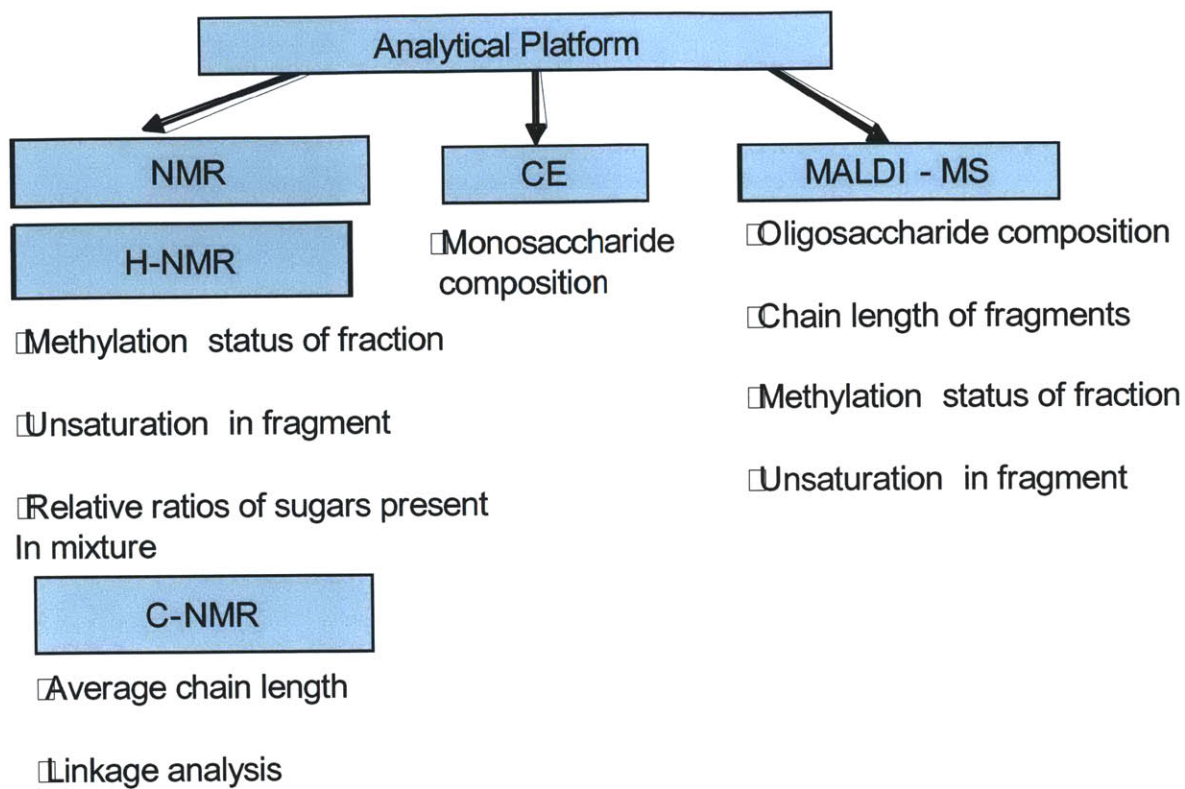 Analytical Platform
NMR
H-NMR
Methylation status of fraction
Unsaturation in fragment
Relative ratios of sugars present
In mixture
C-NMR
Average chain length
Linkage analysis
CE
Monosaccharide
composition
MALDI - MS
Oligosaccharide composition
Chain length of fragments
Methylation status of fraction
Unsaturation in fragment